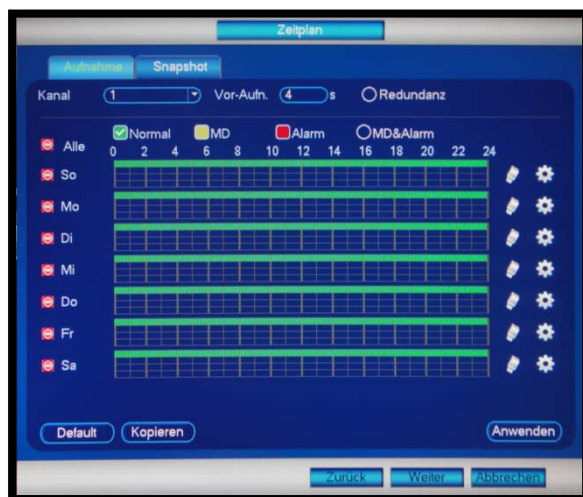 Zeitplan
Aufnahme Snapshot
Kanal 1 Vor-Aufn. 4 s Redundanz
Normal MD Alarm MD&Alarm
Alle 0 2 4 6 8 10 12 14 16 18 20 22 24
So
Mo
Di
Mi
Do
Fr
Sa
Default Kopieren Anwenden
Zurück Weiter Abbrechen